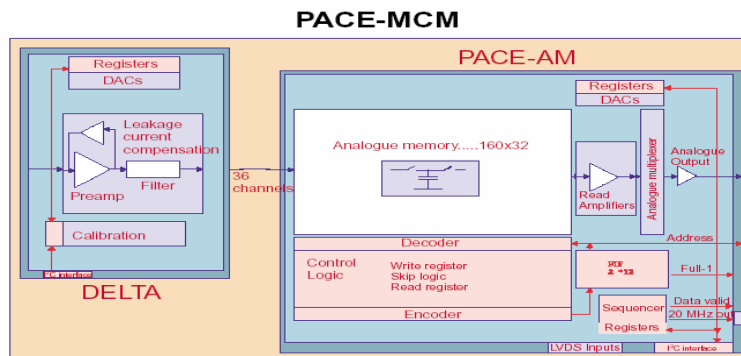 PACE-MCM
PACE-AM
Registers
DACs
Leakage
current
compensation
Preamp
Filter
Calibration
I²C interface
DELTA
36
channels
Registers
DACs
Analogue memory.....160x32
Read
Amplifiers
Analogue multiplexer
Analogue
Output
Decoder
Control
Logic
Write register
Skip logic
Read register
Encoder
Address
Full-1
Sequencer
Registers
Data valid
20 MHz out
LVDS Inputs
I²C interface